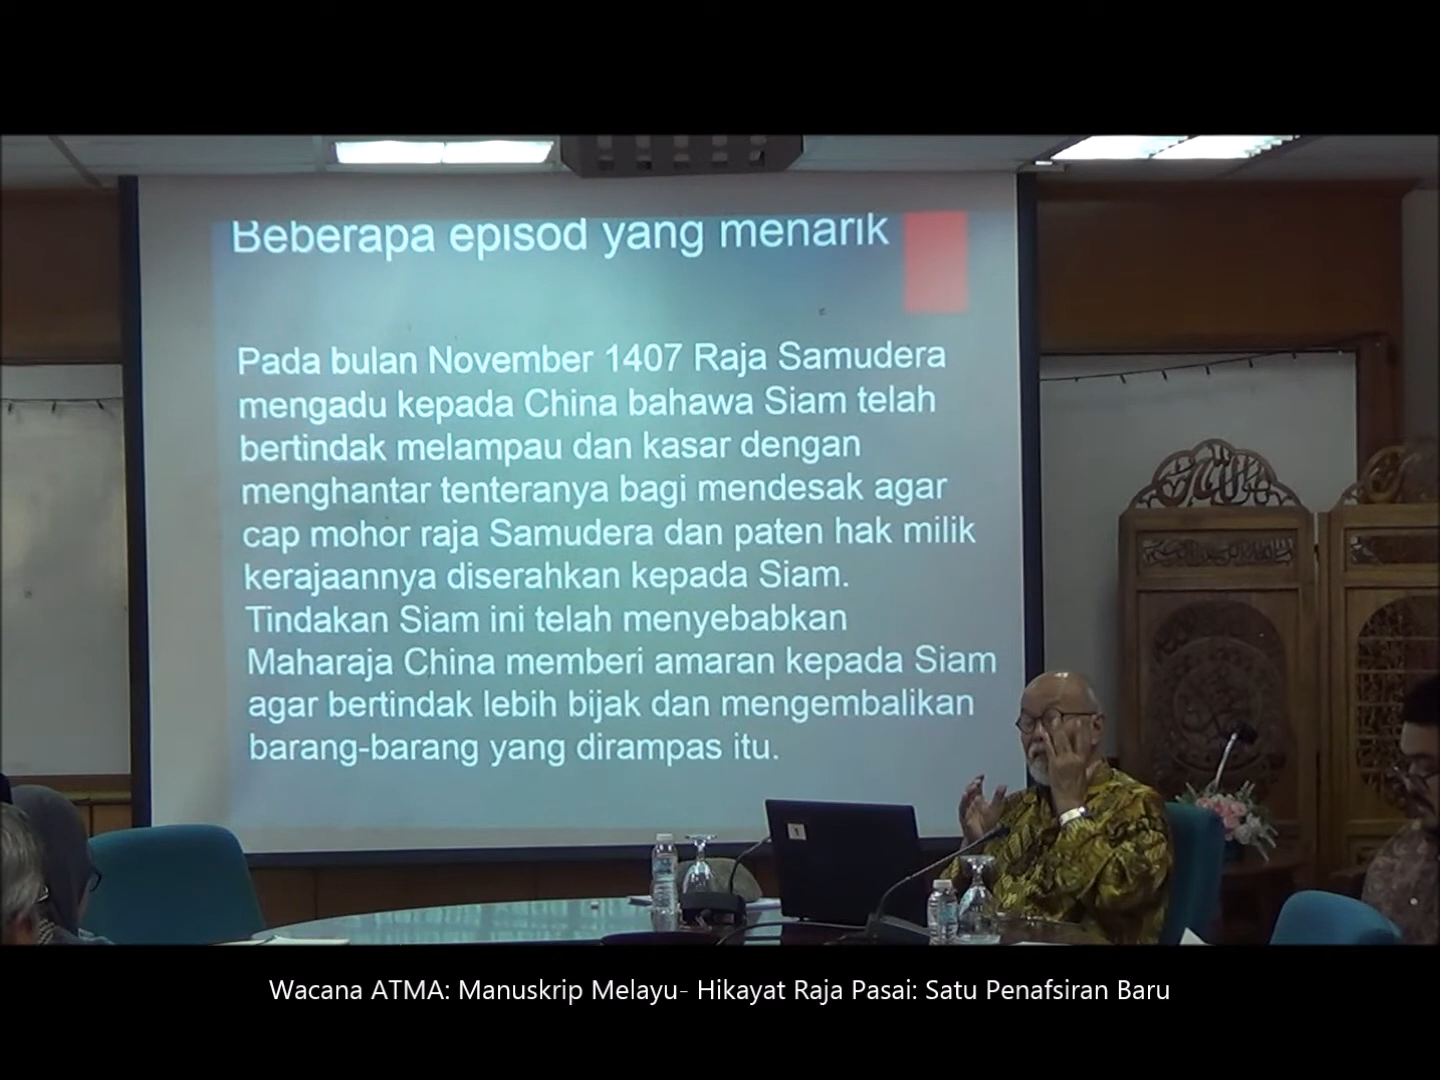 Beberapa episod yang menarik
Pada bulan November 1407 Raja Samudera
mengadu kepada China bahawa Siam telah
bertindak melampau dan kasar dengan
menghantar tenteranya bagi mendesak agar
cap mohor raja Samudera dan paten hak milik
kerajaannya diserahkan kepada Siam.
Tindakan Siam ini telah menyebabkan
Maharaja China memberi amaran kepada Siam
agar bertindak lebih bijak dan mengembalikan
barang-barang yang dirampas itu.
Wacana ATMA: Manuskrip Melayu- Hikayat Raja Pasai: Satu Penafsiran Baru